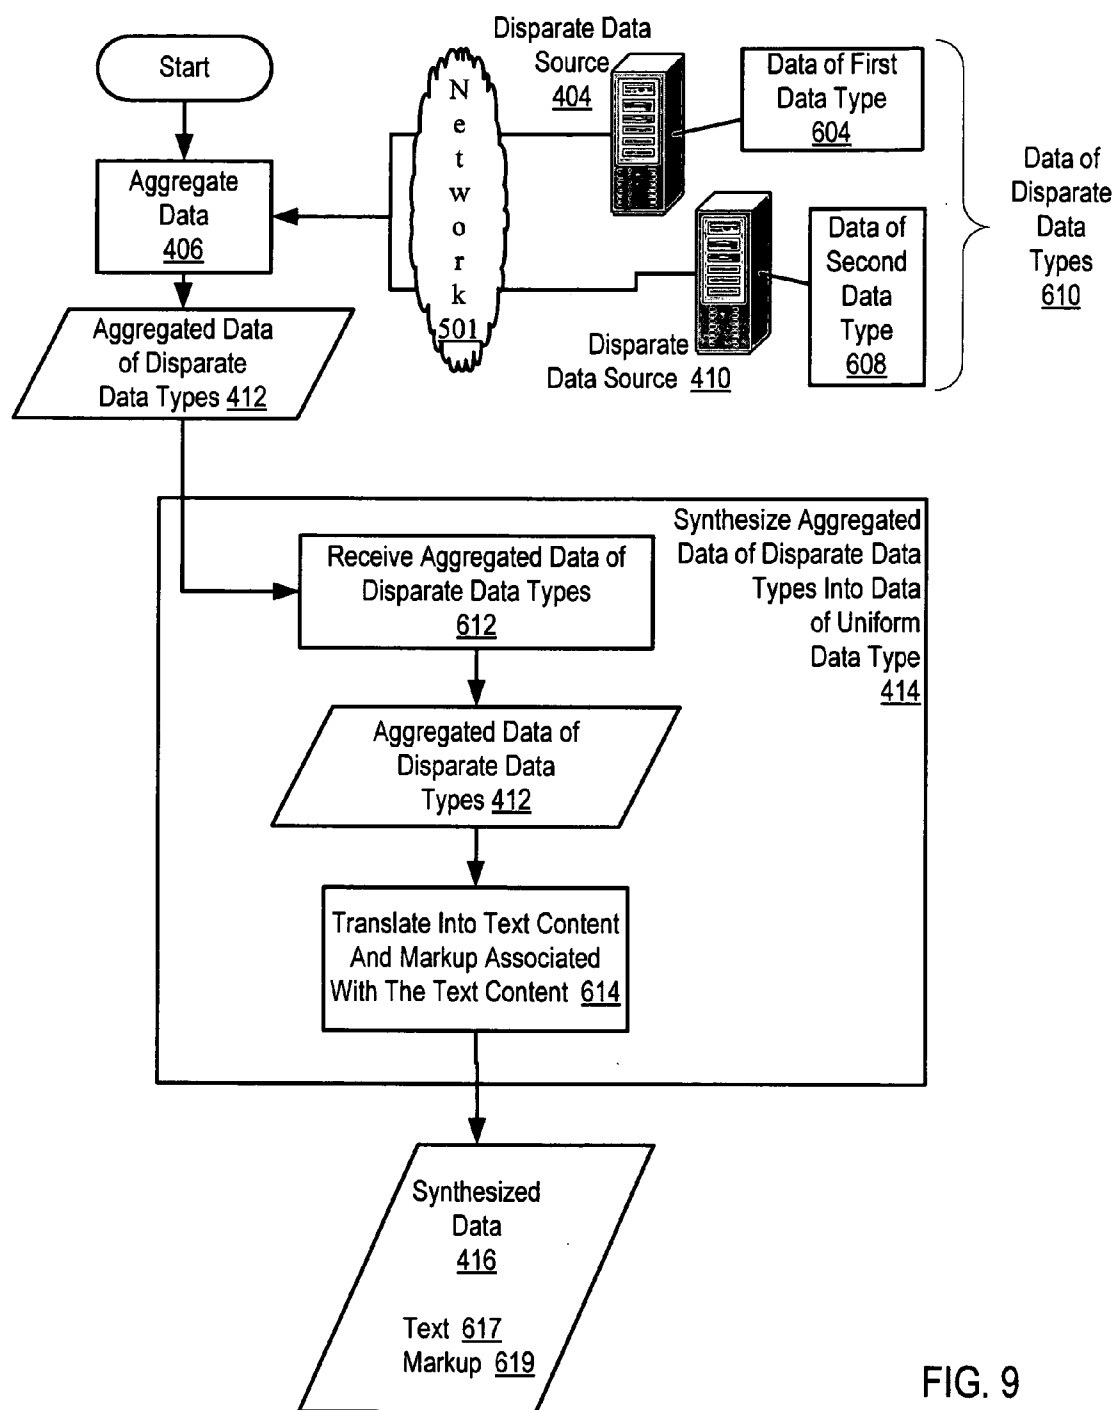 Start
Disparate Data
Source
404
Data of First
Data Type
604
Network
501
Aggregate
Data
406
Data of
Second
Data
Type
608
Data of
Disparate
Data
Types
610
Disparate
Data Source 410
Aggregated Data
of Disparate
Data Types 412
Synthesize Aggregated
Data of Disparate Data
Types Into Data
of Uniform
Data Type
414
Receive Aggregated Data of
Disparate Data Types
612
Aggregated Data of
Disparate Data
Types 412
Translate Into Text Content
And Markup Associated
With The Text Content 614
Synthesized
Data
416
Text 617
Markup 619
FIG. 9